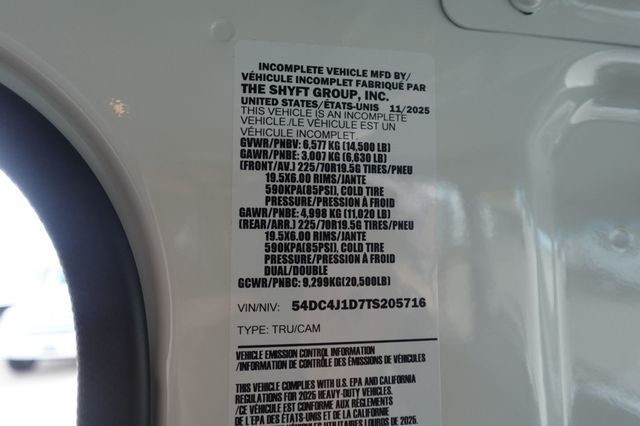 INCOMPLETE VEHICLE MFD BY/
VÉHICULE INCOMPLET FABRIQUÉ PAR
THE SHYFT GROUP, INC.
UNITED STATES/ÉTATS-UNIS 11/2025
THIS VEHICLE IS AN INCOMPLETE
VEHICLE./LE VÉHICULE EST UN
VÉHICULE INCOMPLET.
GVWR/PNBV: 6,577 KG (14,500 LB)
GAWR/PNBE: 3,007 KG (6,630 LB)
(FRONT/AV.) 225/70R19.5G TIRES/PNEU
19.5X6.00 RIMS/JANTE
590KPA(85PSI), COLD TIRE
PRESSURE/PRESSION À FROID
GAWR/PNBE: 4,998 KG (11,020 LB)
(REAR/ARR.) 225/70R19.5G TIRES/PNEU
19.5X6.00 RIMS/JANTE
590KPA(85PSI), COLD TIRE
PRESSURE/PRESSION À FROID
DUAL/DOUBLE
GCWR/PNBC: 9,299KG(20,500LB)
VIN/NIV: 54DC4J1D7TS205716
TYPE: TRU/CAM
VEHICLE EMISSION CONTROL INFORMATION
/INFORMATION SUR LE CONTRÔLE DES ÉMISSIONS DE VÉHICULES
THIS VEHICLE COMPLIES WITH U.S. EPA AND CALIFORNIA
REGULATIONS FOR 2025 HEAVY-DUTY VEHICLES.
/CE VÉHICULE EST CONFORME AUX RÉGLEMENTS
DE L'EPA DES ÉTATS-UNIS ET DE LA CALIFORNIE
VÉHICULES LOURDS DE 2025.